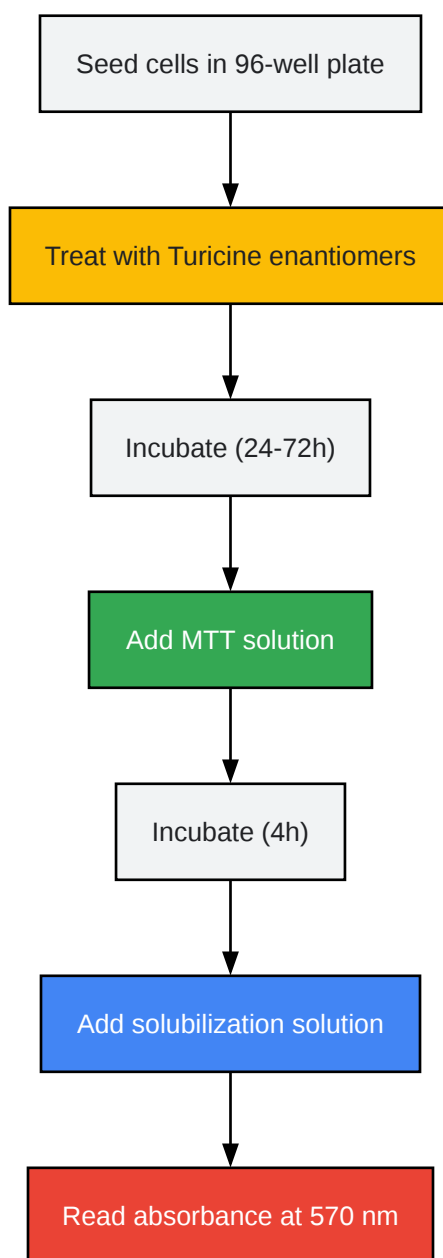 Seed cells in 96-well plate
Treat with Turicine enantiomers
Incubate (24-72h)
Add MTT solution
Incubate (4h)
Add solubilization solution
Read absorbance at 570 nm